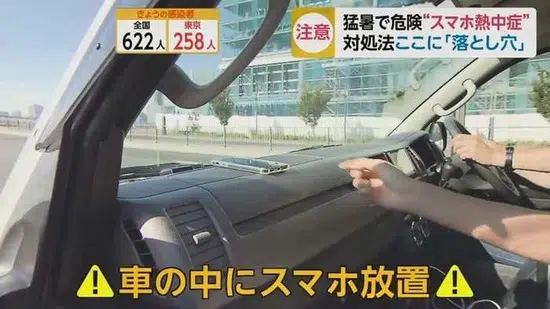 きょうの感染者
全国
622人
東京
258人
注意
猛暑で危険“スマホ熱中症”
対処法ここに「落とし穴」
車の中にスマホ放置